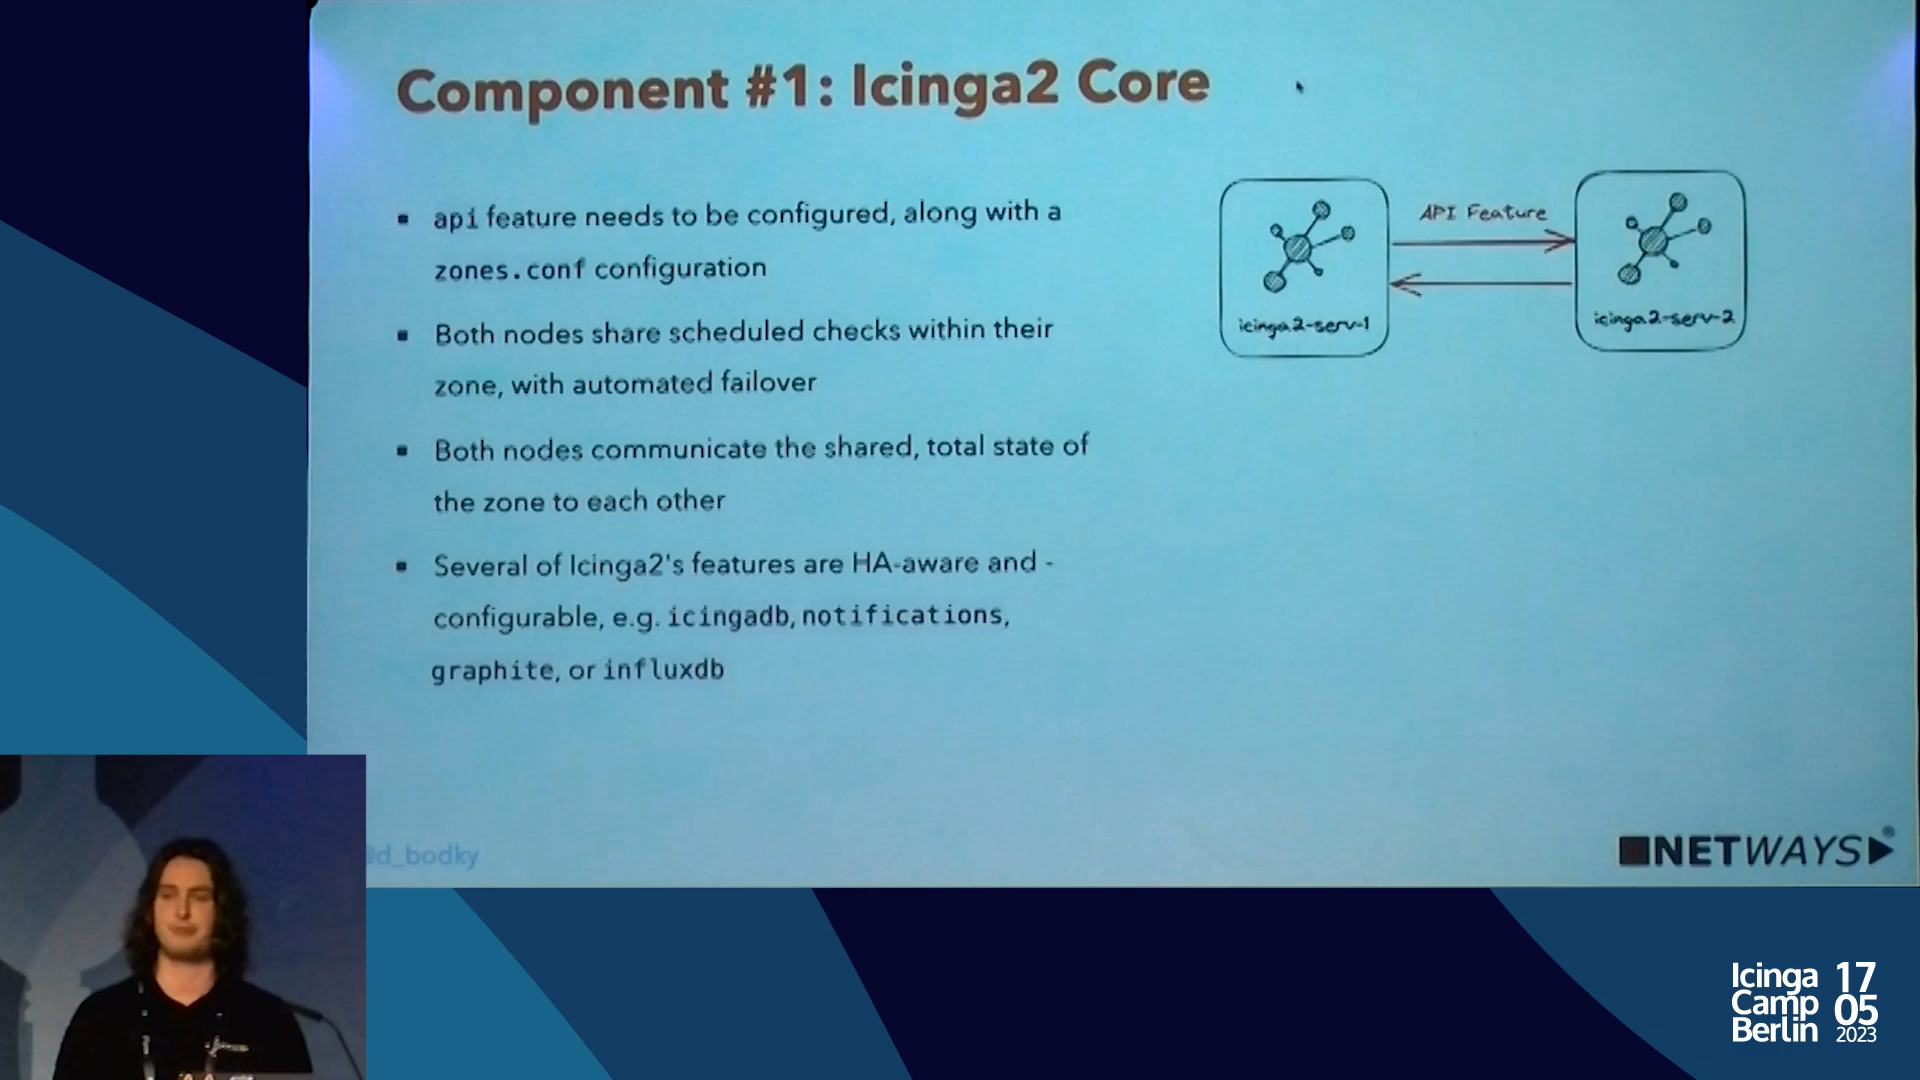 Component #1: Icinga2 Core
▪ api feature needs to be configured, along with a
zones.conf configuration
▪ Both nodes share scheduled checks within their
zone, with automated failover
▪ Both nodes communicate the shared, total state of
the zone to each other
▪ Several of Icinga2's features are HA-aware and -
configurable, e.g. icingadb, notifications,
graphite, or influxdb
API Feature
icinga2-serv-1
icinga2-serv-2
@d_bodky
NETWAYS®
Icinga
Camp
Berlin
17
05
2023